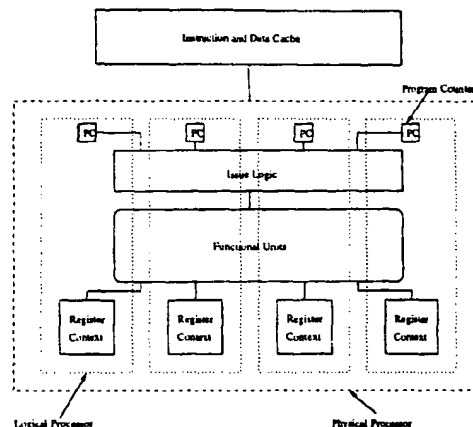 Instruction and Data Cache
Program Counter
PC
PC
PC
PC
Issue Logic
Functional Units
Register
Context
Register
Context
Register
Context
Register
Context
Logical Processor
Physical Processor